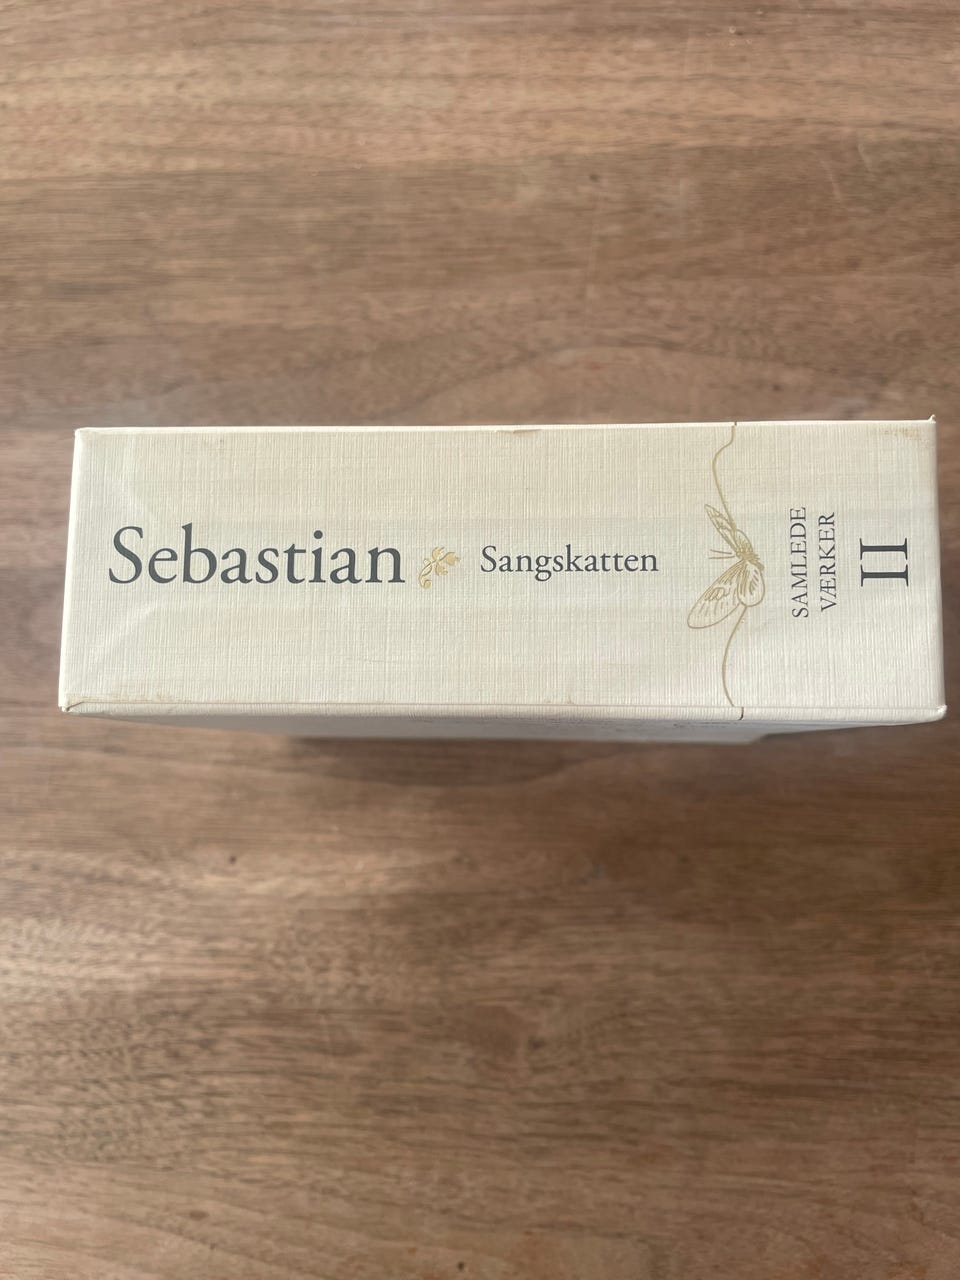 Sebastian Sangskatten
SAMLEDE
VÆRKER
II